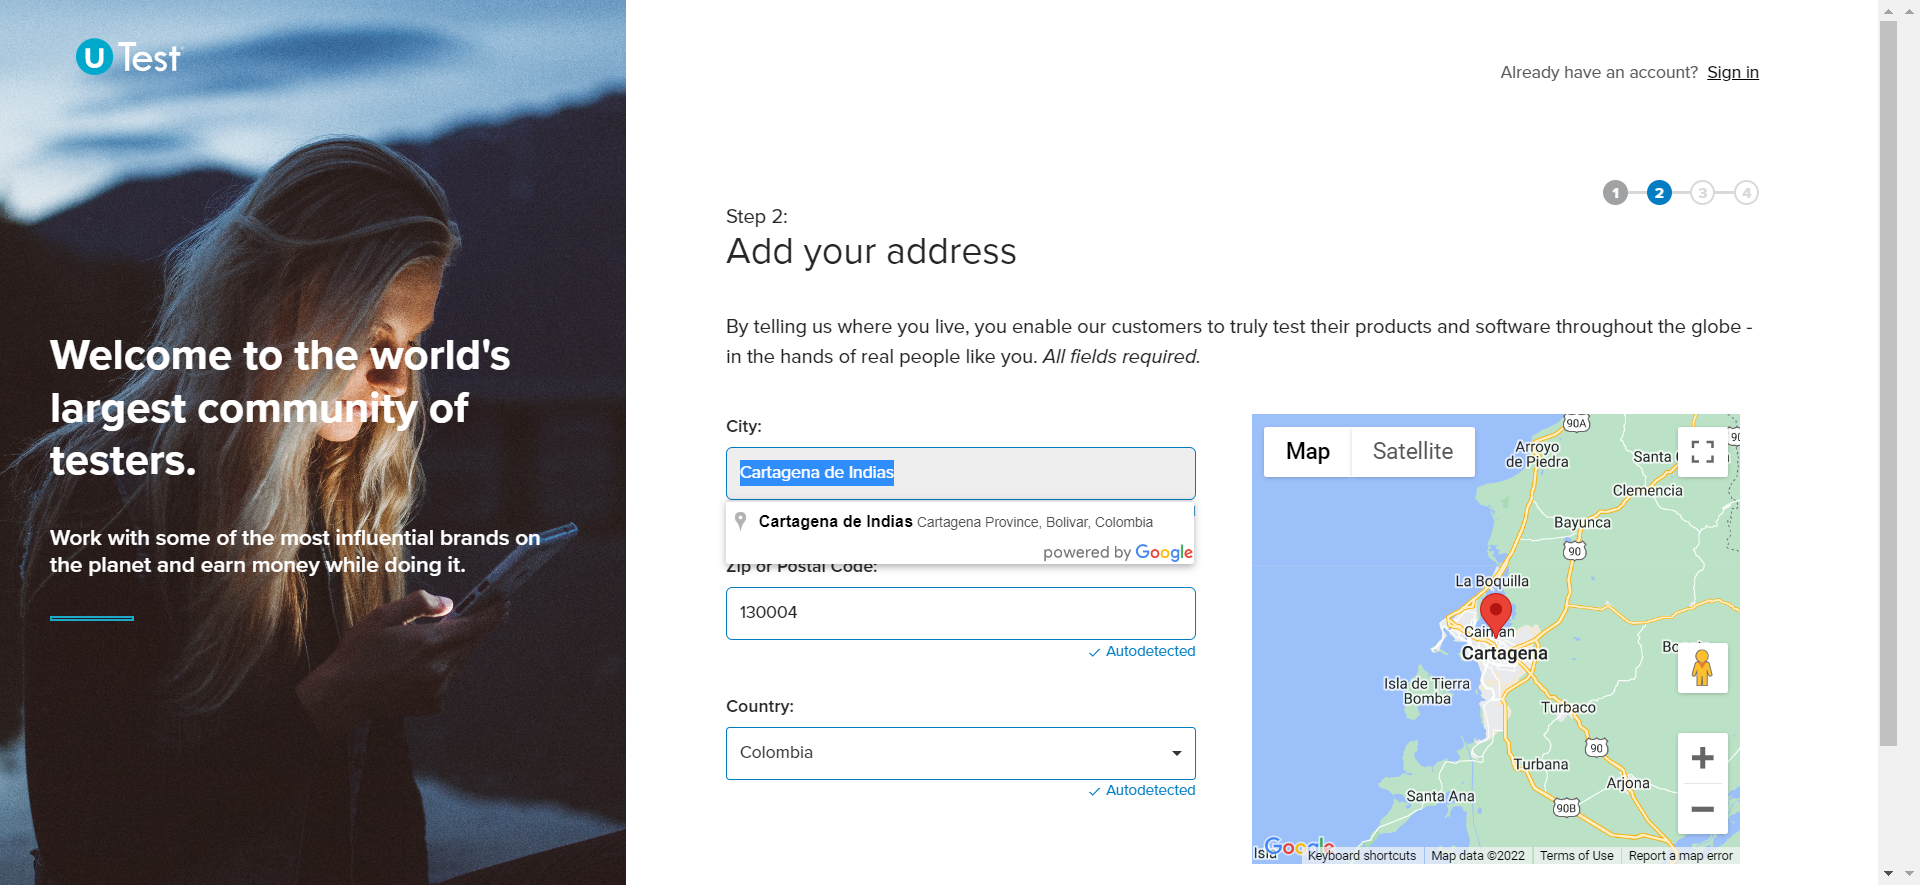 U Test
Already have an account? Sign in
1 2 3 4
Step 2:
Add your address
By telling us where you live, you enable our customers to truly test their products and software throughout the globe -
in the hands of real people like you. All fields required.
Welcome to the world's
largest community of
testers.
Work with some of the most influential brands on
the planet and earn money while doing it.
City:
Cartagena de Indias
Cartagena de Indias Cartagena Province, Bolivar, Colombia
powered by Google
Zip or Postal Code:
130004
✓ Autodetected
Country:
Colombia
✓ Autodetected
Map Satellite
90A
90
Arroyo
de Piedra
Santa
Clemencia
Bayunca
90
La Boquilla
Caiman
Cartagena
Isla de Tierra
Bomba
Turbaco
90
Turbana
Arjona
Santa Ana
90B
Google
Keyboard shortcuts Map data ©2022 Terms of Use Report a map error